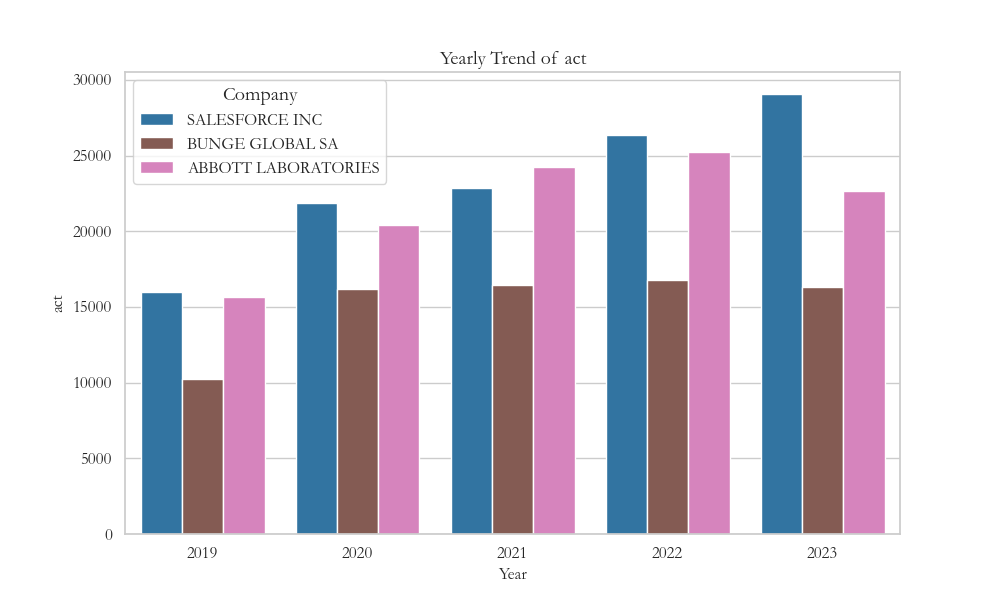 Yearly Trend of act
Company
SALESFORCE INC
BUNGE GLOBAL SA
ABBOTT LABORATORIES
30000
25000
20000
15000
10000
5000
0
act
2019 2020 2021 2022 2023
Year